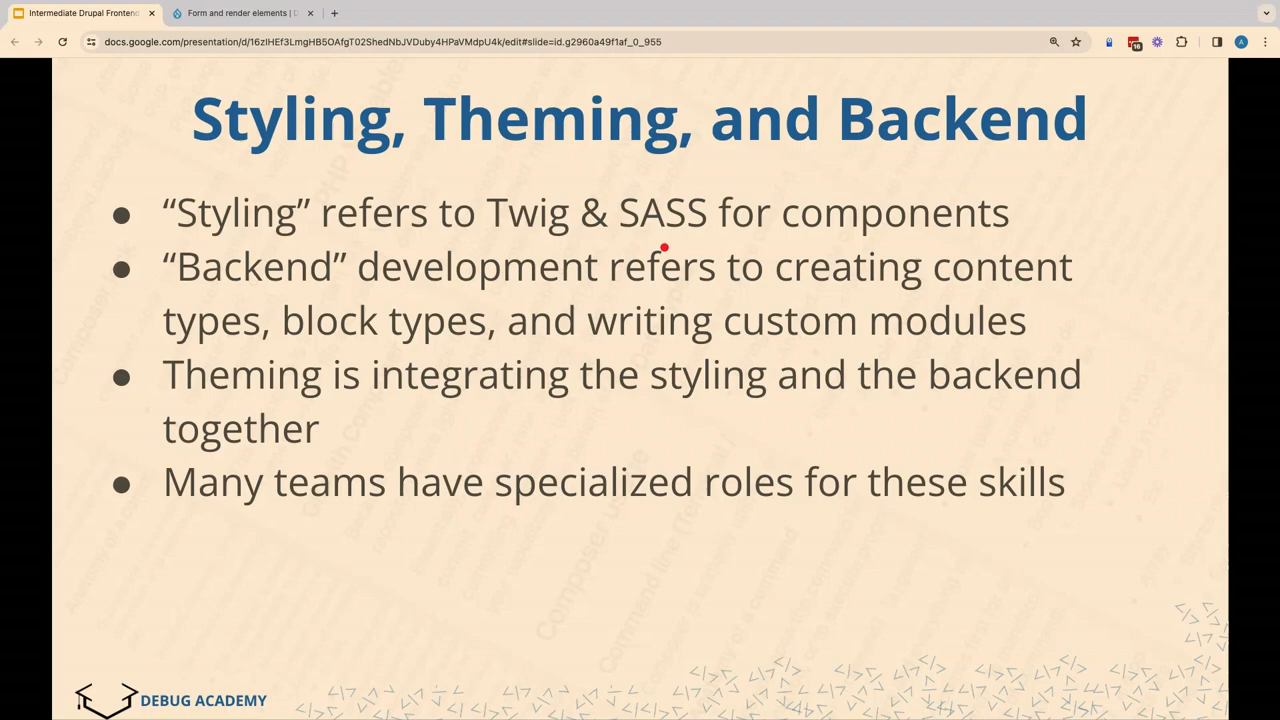 Intermediate Drupal Frontend
Form and render elements | D
docs.google.com/presentation/d/16zIHEf3LmgHB5OAfgT02ShedNbJVDuby4HPaVMdpU4k/edit#slide=id.g2960a49f1af_0_955
16
A
Styling, Theming, and Backend
● “Styling” refers to Twig & SASS for components
● “Backend” development refers to creating content
types, block types, and writing custom modules
● Theming is integrating the styling and the backend
together
● Many teams have specialized roles for these skills
DEBUG ACADEMY